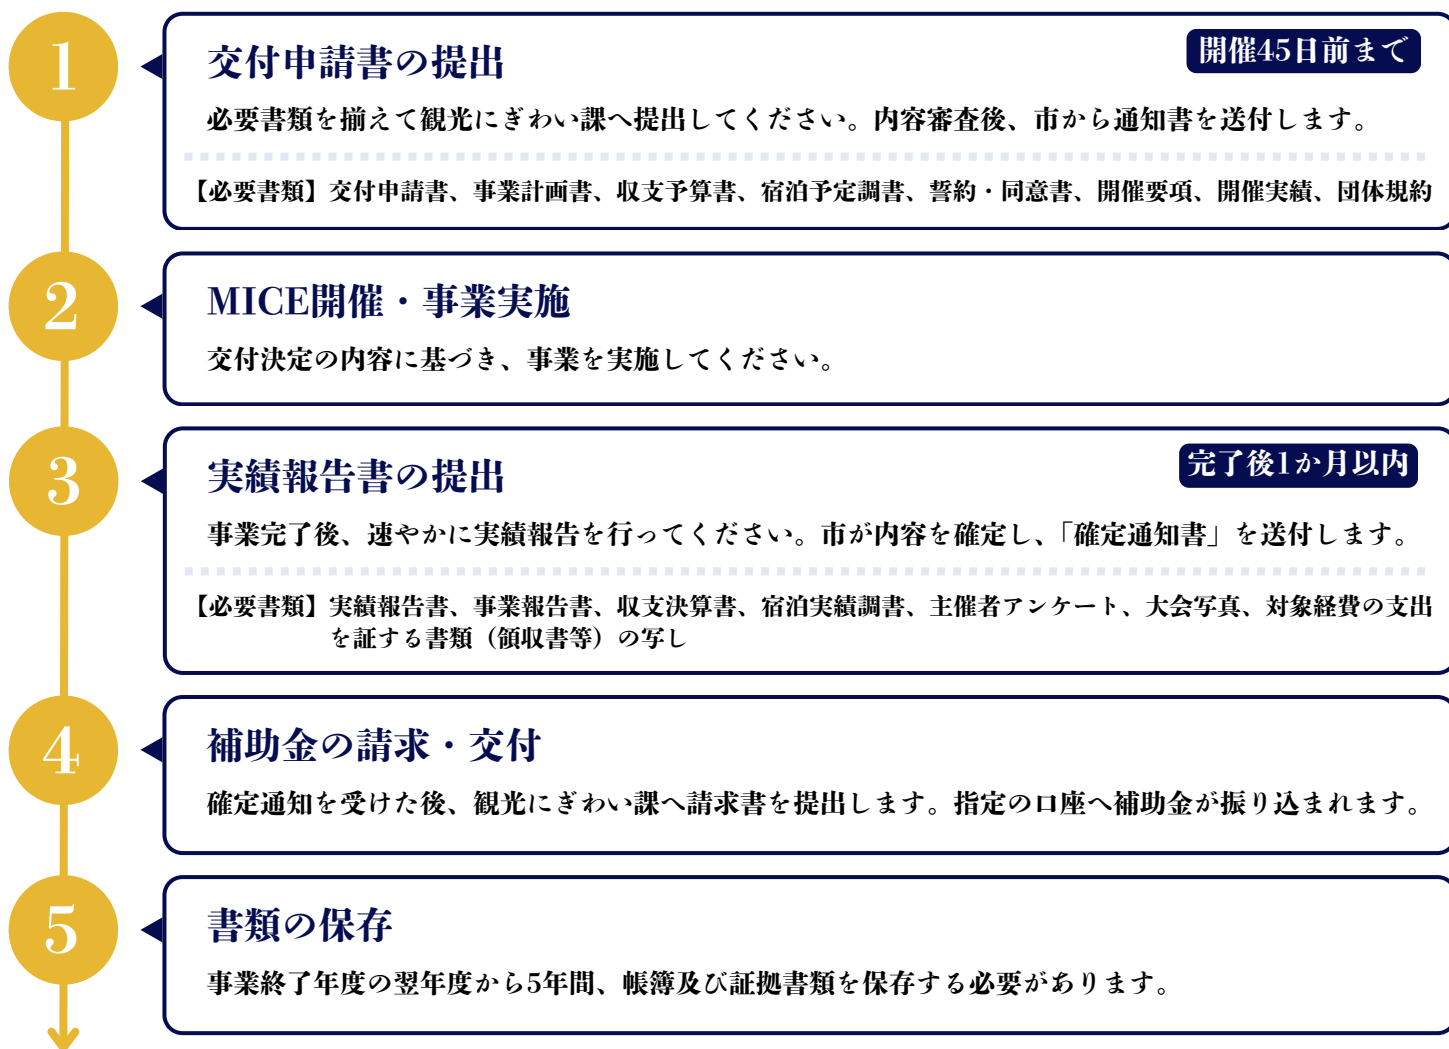 1
交付申請書の提出
開催45日前まで
必要書類を揃えて観光にぎわい課へ提出してください。内容審査後、市から通知書を送付します。
【必要書類】交付申請書、事業計画書、収支予算書、宿泊予定調書、誓約・同意書、開催要項、開催実績、団体規約
2
MICE開催・事業実施
交付決定の内容に基づき、事業を実施してください。
3
実績報告書の提出
完了後1か月以内
事業完了後、速やかに実績報告を行ってください。市が内容を確定し、「確定通知書」を送付します。
【必要書類】実績報告書、事業報告書、収支決算書、宿泊実績調書、主催者アンケート、大会写真、対象経費の支出
を証する書類（領収書等）の写し
4
補助金の請求・交付
確定通知を受けた後、観光にぎわい課へ請求書を提出します。指定の口座へ補助金が振り込まれます。
5
書類の保存
事業終了年度の翌年度から5年間、帳簿及び証拠書類を保存する必要があります。